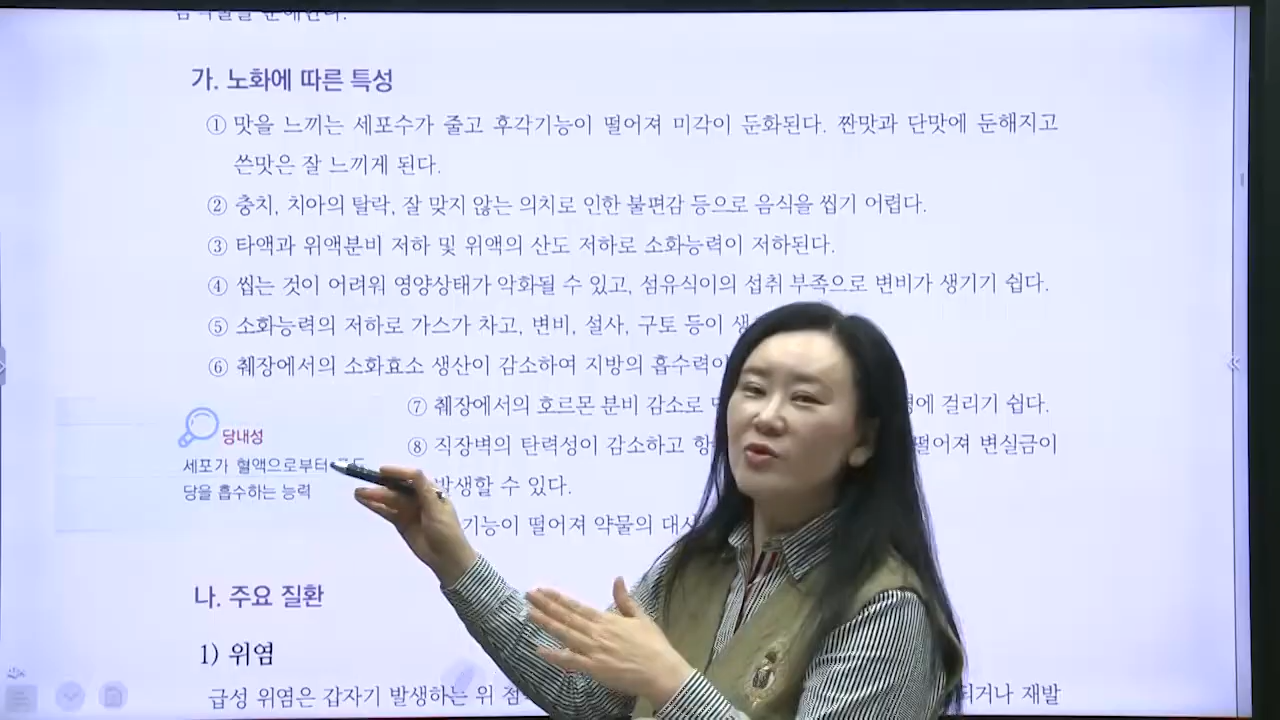 가. 노화에 따른 특성
① 맛을 느끼는 세포수가 줄고 후각기능이 떨어져 미각이 둔화된다. 짠맛과 단맛에 둔해지고
쓴맛은 잘 느끼게 된다.
② 충치, 치아의 탈락, 잘 맞지 않는 의치로 인한 불편감 등으로 음식을 씹기 어렵다.
③ 타액과 위액분비 저하 및 위액의 산도 저하로 소화능력이 저하된다.
④ 씹는 것이 어려워 영양상태가 악화될 수 있고, 섬유식이의 섭취 부족으로 변비가 생기기 쉽다.
⑤ 소화능력의 저하로 가스가 차고, 변비, 설사, 구토 등이
⑥ 췌장에서의 소화효소 생산이 감소하여 지방의 흡수력이
⑦ 췌장에서의 호르몬 분비 감소로 걸리기 쉽다.
⑧ 직장벽의 탄력성이 감소하고 떨어져 변실금이
발생할 수 있다.
기능이 떨어져 약물의
당내성
세포가 혈액으로부터
당을 흡수하는 능력
나. 주요 질환
1) 위염
급성 위염은 갑자기 발생하는 위 재발